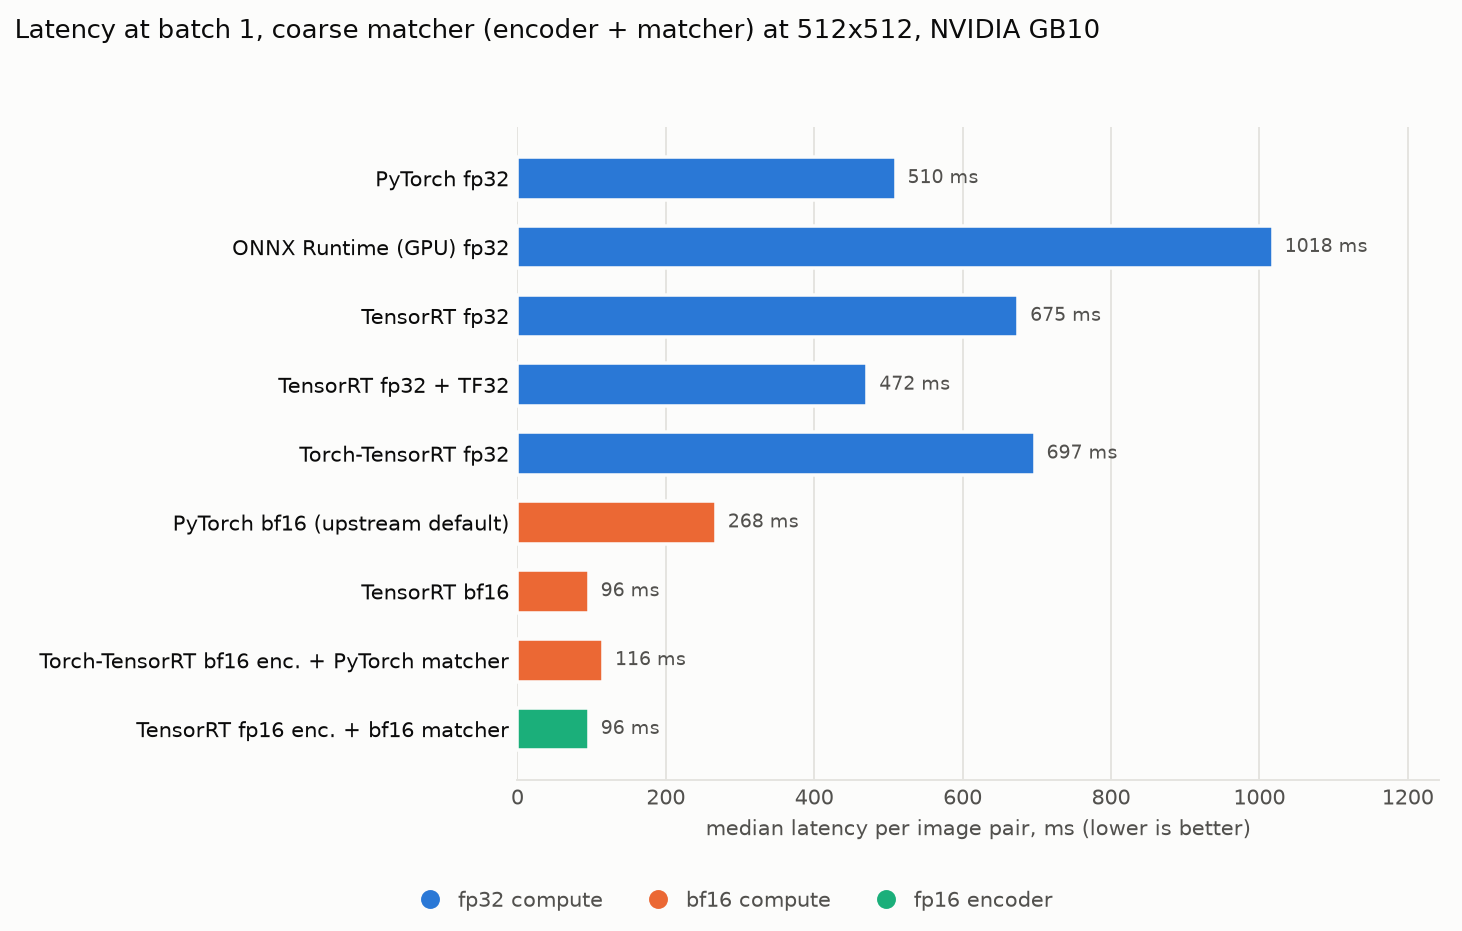 Latency at batch 1, coarse matcher (encoder + matcher) at 512x512, NVIDIA GB10
PyTorch fp32 510 ms
ONNX Runtime (GPU) fp32 1018 ms
TensorRT fp32 675 ms
TensorRT fp32 + TF32 472 ms
Torch-TensorRT fp32 697 ms
PyTorch bf16 (upstream default) 268 ms
TensorRT bf16 96 ms
Torch-TensorRT bf16 enc. + PyTorch matcher 116 ms
TensorRT fp16 enc. + bf16 matcher 96 ms
0 200 400 600 800 1000 1200
median latency per image pair, ms (lower is better)
fp32 compute bf16 compute fp16 encoder